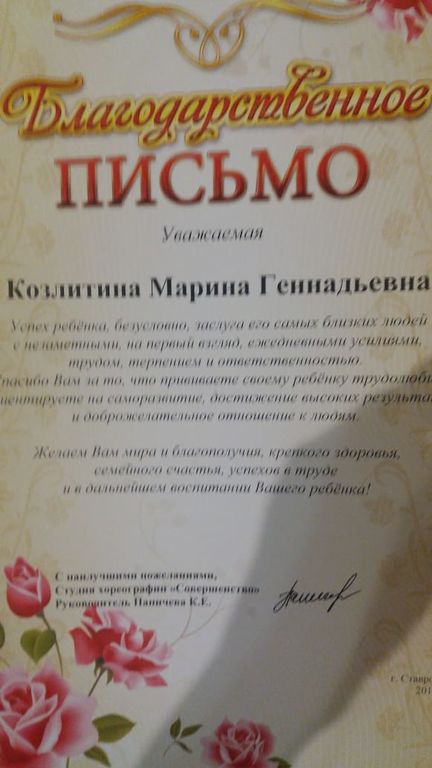 Благодарственное
ПИСЬМО
Уважаемая
Козлитина Марина Геннадьевна
Успех ребёнка, безусловно, заслуга его самых близких людей
с незаметными, на первый взгляд, ежедневными усилиями,
трудом, терпением и ответственностью.
Спасибо Вам за то, что прививаете своему ребёнку трудолюби
иентируете на саморазвитие, достижение высоких результа
и доброжелательное отношение к людям.
Желаем Вам мира и благополучия, крепкого здоровья,
семейного счастья, успехов в труде
и в дальнейшем воспитании Вашего ребёнка!
С наилучшими пожеланиями,
Студия хореографии «Совершенство»
Руководитель Паничева К.Е.
г. Ставро
201